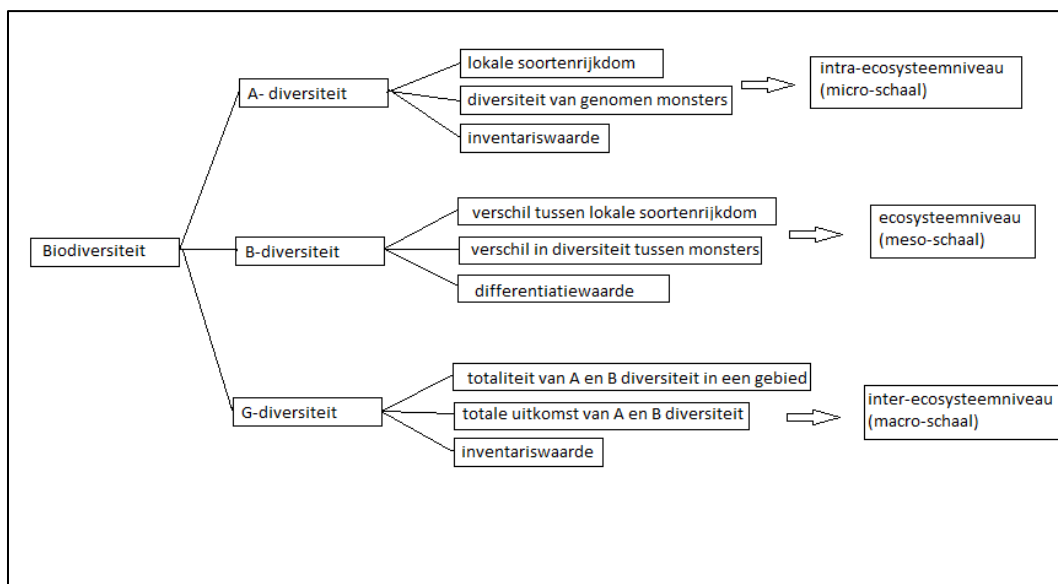 Biodiversiteit
A- diversiteit
lokale soortenrijkdom
diversiteit van genomen monsters
inventariswaarde
intra-ecosysteemniveau
(micro-schaal)
B-diversiteit
verschil tussen lokale soortenrijkdom
verschil in diversiteit tussen monsters
differentiatiewaarde
ecosysteemniveau
(meso-schaal)
G-diversiteit
totaliteit van A en B diversiteit in een gebied
totale uitkomst van A en B diversiteit
inventariswaarde
inter-ecosysteemniveau
(macro-schaal)